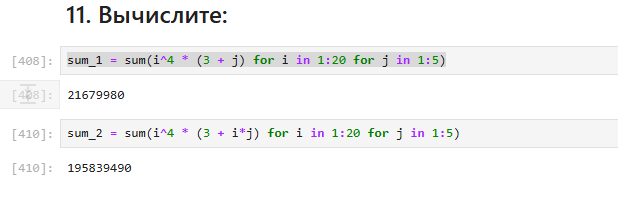 11. Вычислите:
[408]: sum_1 = sum(i^4 * (3 + j) for i in 1:20 for j in 1:5)
[408]: 21679980
[410]: sum_2 = sum(i^4 * (3 + i*j) for i in 1:20 for j in 1:5)
[410]: 195839490